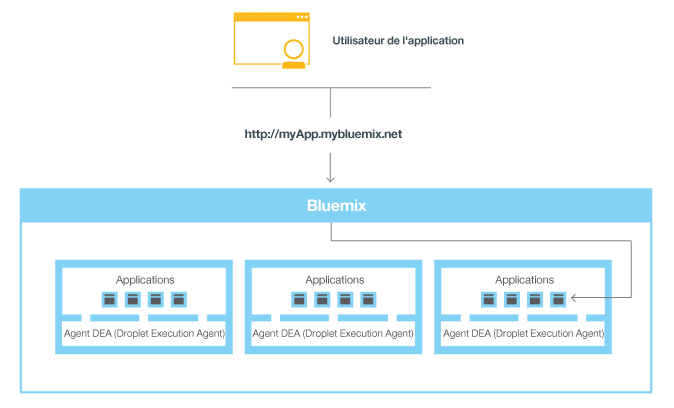 Utilisateur de l'application
http://myApp.mybluemix.net
Bluemix
Applications
Applications
Applications
Agent DEA (Droplet Execution Agent)
Agent DEA (Droplet Execution Agent)
Agent DEA (Droplet Execution Agent)